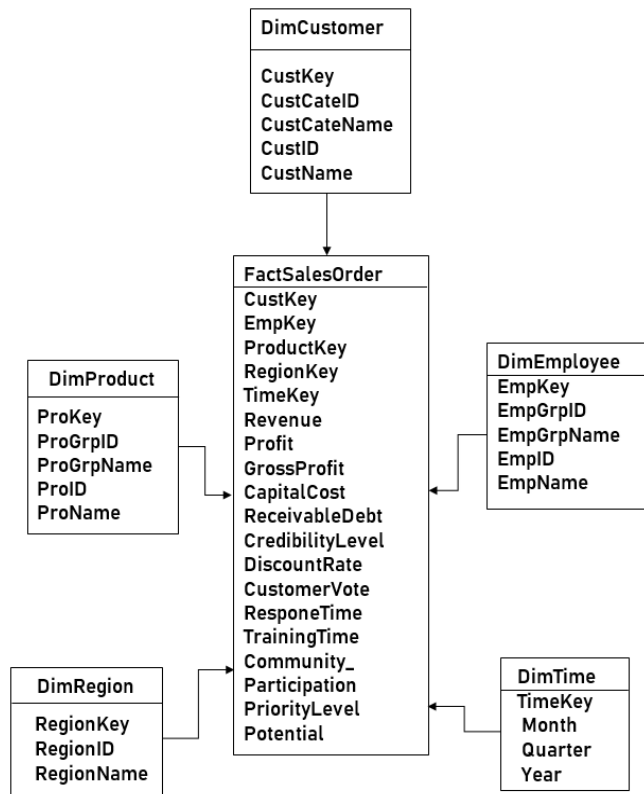 DimCustomer
CustKey
CustCateID
CustCateName
CustID
CustName
FactSalesOrder
CustKey
EmpKey
ProductKey
RegionKey
TimeKey
Revenue
Profit
GrossProfit
CapitalCost
ReceivableDebt
CredibilityLevel
DiscountRate
CustomerVote
ResponeTime
TrainingTime
Community_
Participation
PriorityLevel
Potential
DimProduct
ProKey
ProGrpID
ProGrpName
ProID
ProName
DimEmployee
EmpKey
EmpGrpID
EmpGrpName
EmpID
EmpName
DimRegion
RegionKey
RegionID
RegionName
DimTime
TimeKey
Month
Quarter
Year